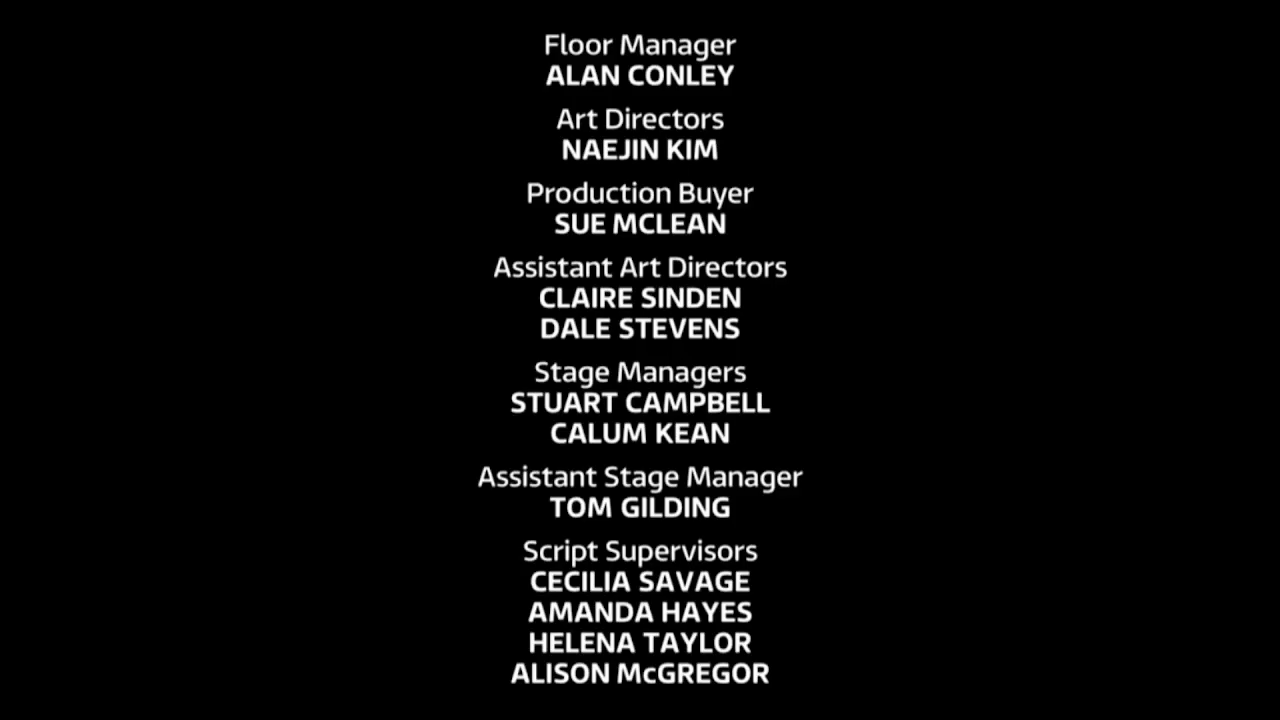 Floor Manager
ALAN CONLEY
Art Directors
NAEJIN KIM
Production Buyer
SUE MCLEAN
Assistant Art Directors
CLAIRE SINDEN
DALE STEVENS
Stage Managers
STUART CAMPBELL
CALUM KEAN
Assistant Stage Manager
TOM GILDING
Script Supervisors
CECILIA SAVAGE
AMANDA HAYES
HELENA TAYLOR
ALISON McGREGOR